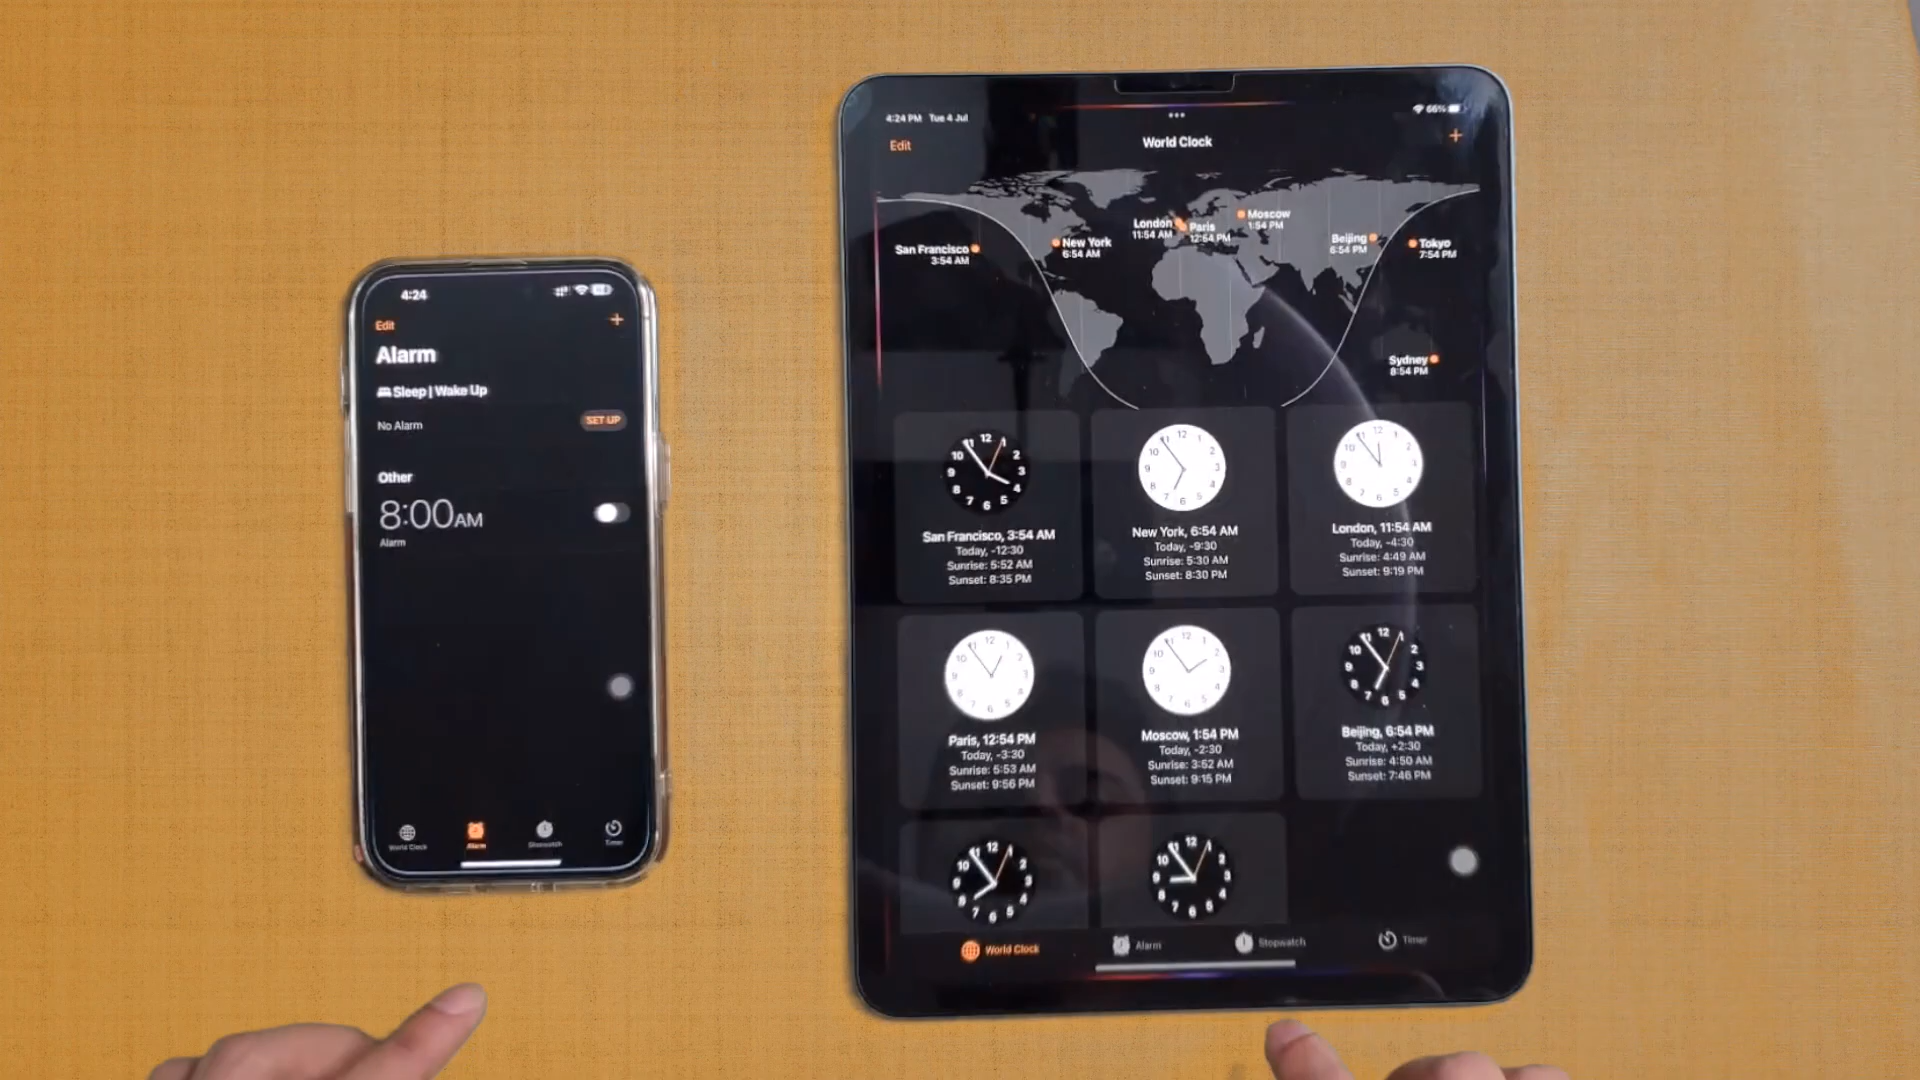 4:24
Edit
+
Alarm
Sleep | Wake Up
No Alarm
SET UP
Other
8:00AM
Alarm
World Clock
Alarm
Stopwatch
Timer
4:24 PM Tue 4 Jul
66%
Edit
World Clock
+
San Francisco
3:54 AM
New York
6:54 AM
London
11:54 AM
Paris
12:54 PM
Moscow
1:54 PM
Beijing
6:54 PM
Tokyo
7:54 PM
Sydney
8:54 PM
San Francisco, 3:54 AM
Today, -12:30
Sunrise: 5:52 AM
Sunset: 8:35 PM
New York, 6:54 AM
Today, -9:30
Sunrise: 5:30 AM
Sunset: 8:30 PM
London, 11:54 AM
Today, -4:30
Sunrise: 4:49 AM
Sunset: 9:19 PM
Paris, 12:54 PM
Today, -3:30
Sunrise: 5:53 AM
Sunset: 9:56 PM
Moscow, 1:54 PM
Today, -2:30
Sunrise: 3:52 AM
Sunset: 9:15 PM
Beijing, 6:54 PM
Today, +2:30
Sunrise: 4:50 AM
Sunset: 7:46 PM
World Clock
Alarm
Stopwatch
Timer